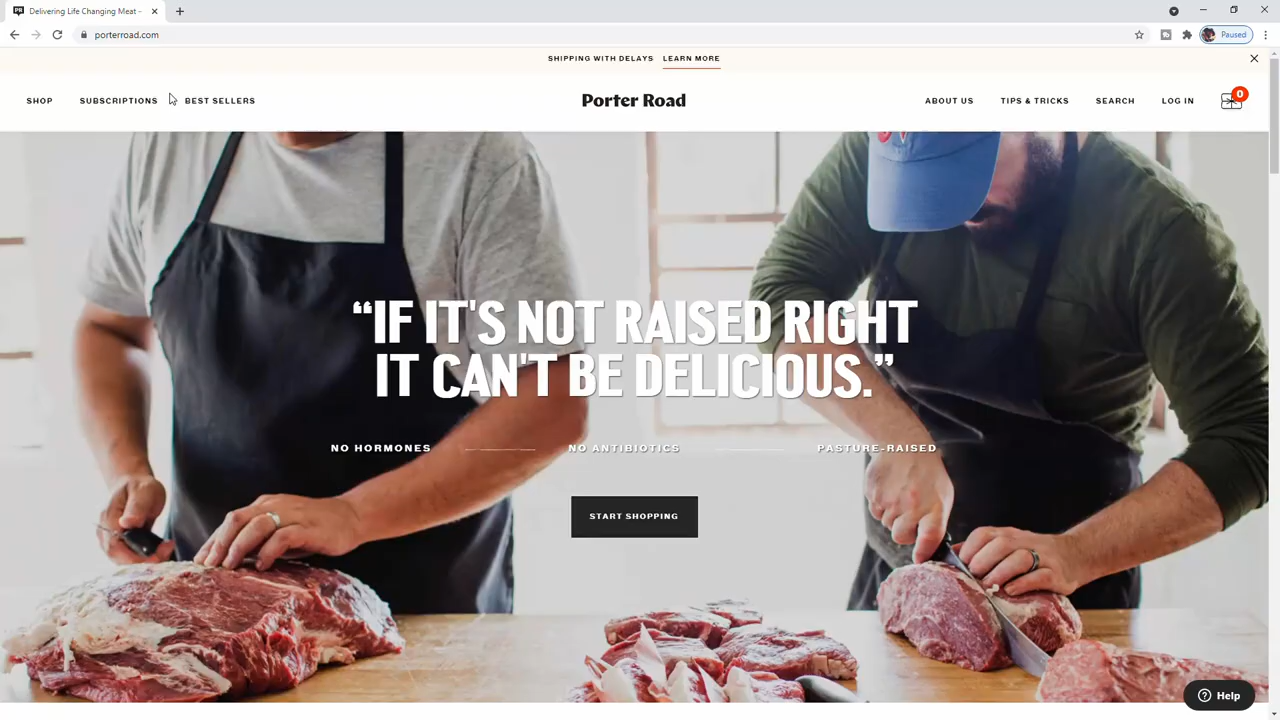 Delivering Life Changing Meat -
porterroad.com
Paused
SHIPPING WITH DELAYS LEARN MORE
SHOP SUBSCRIPTIONS BEST SELLERS Porter Road ABOUT US TIPS & TRICKS SEARCH LOG IN 0
“IF IT'S NOT RAISED RIGHT
IT CAN'T BE DELICIOUS.”
NO HORMONES NO ANTIBIOTICS PASTURE-RAISED
START SHOPPING
Help